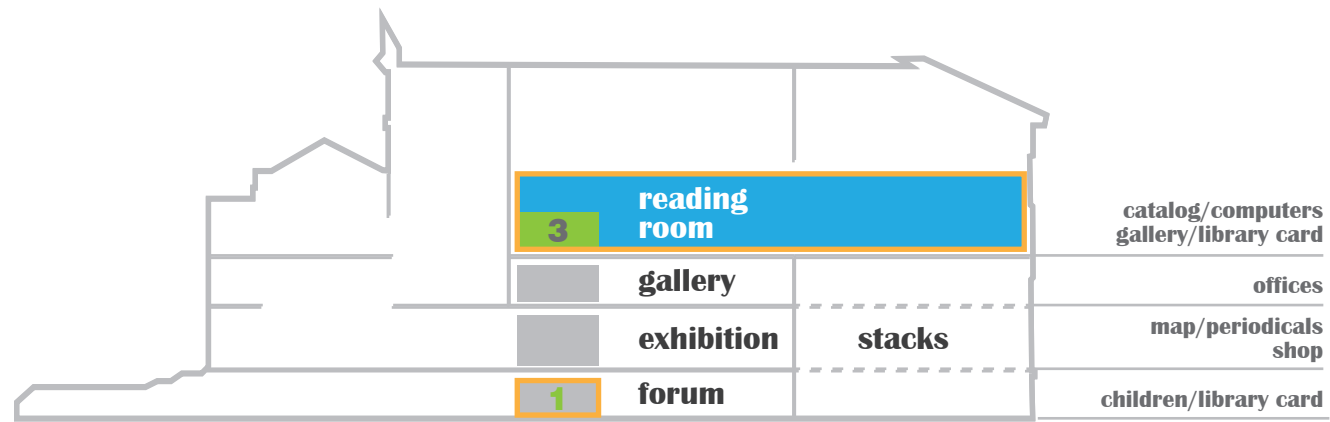 reading
room
3
catalog/computers
gallery/library card
gallery
offices
exhibition
stacks
map/periodicals
shop
1
forum
children/library card